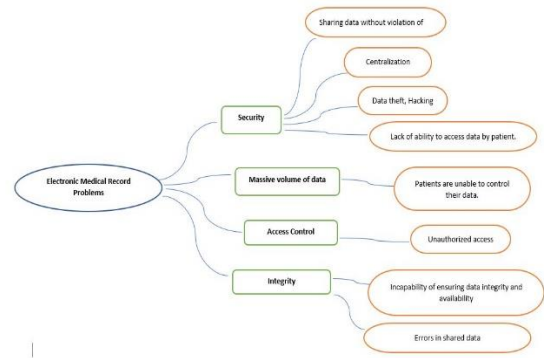 Sharing data without violation of
Centralization
Data theft, Hacking
Security
Lack of ability to access data by patient.
Electronic Medical Record
Problems
Massive volume of data
Patients are unable to control
their data.
Access Control
Unauthorized access
Integrity
Incapability of ensuring data integrity and
availability
Errors in shared data